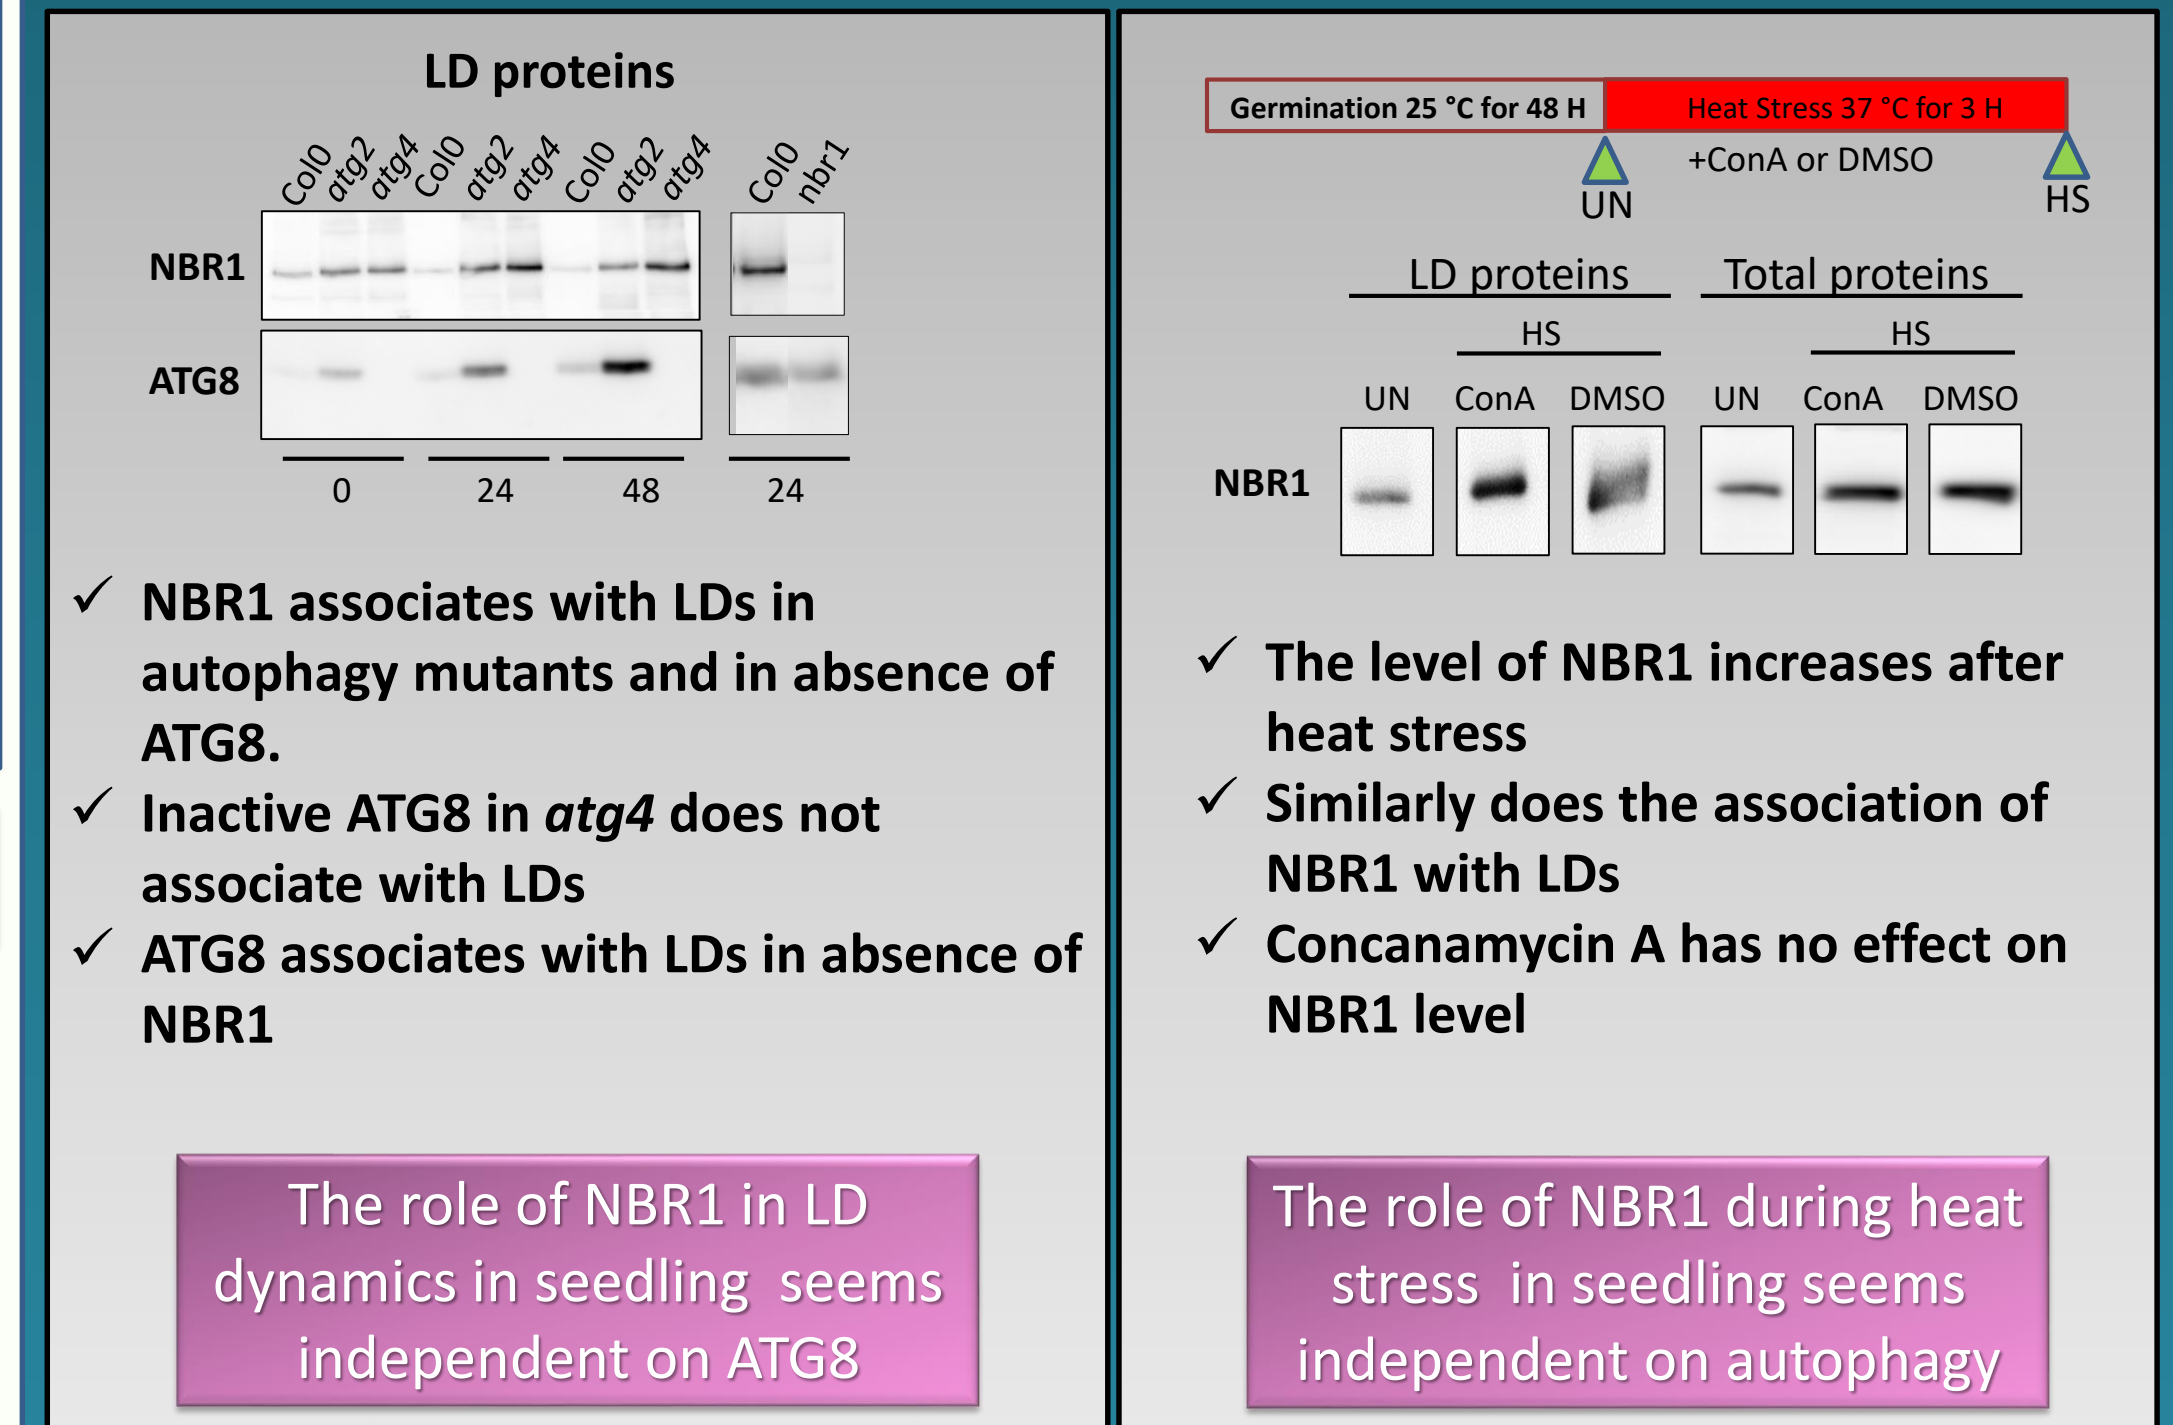 LD proteins
Col0 atg2 atg4 Col0 atg2 atg4 Col0 atg2 atg4 Col0 nbr1
NBR1
ATG8
0 24 48 24
✓ NBR1 associates with LDs in
autophagy mutants and in absence of
ATG8.
✓ Inactive ATG8 in atg4 does not
associate with LDs
✓ ATG8 associates with LDs in absence of
NBR1
The role of NBR1 in LD
dynamics in seedling seems
independent on ATG8
Germination 25 °C for 48 H Heat Stress 37 °C for 3 H
+ConA or DMSO
UN HS
LD proteins Total proteins
HS HS
UN ConA DMSO UN ConA DMSO
NBR1
✓ The level of NBR1 increases after
heat stress
✓ Similarly does the association of
NBR1 with LDs
✓ Concanamycin A has no effect on
NBR1 level
The role of NBR1 during heat
stress in seedling seems
independent on autophagy